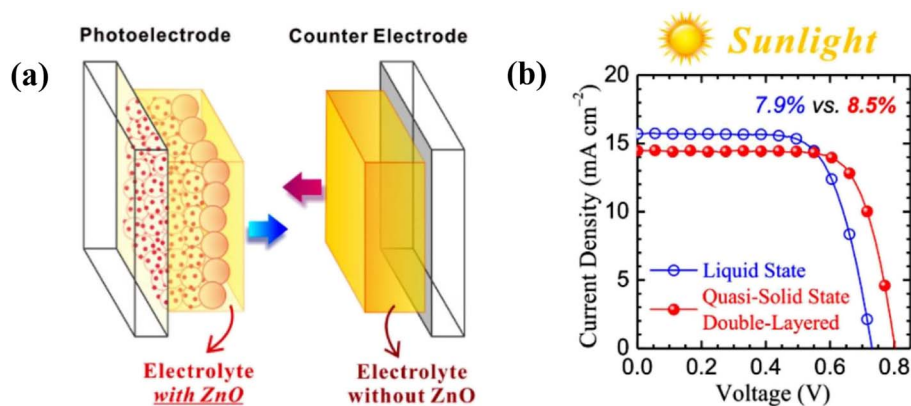 (a)
Photoelectrode
Counter Electrode
Electrolyte
with ZnO
Electrolyte
without ZnO
(b)
Sunlight
7.9% vs. 8.5%
Current Density (mA cm⁻²)
20
15
10
5
0
Liquid State
Quasi-Solid State
Double-Layered
0.0 0.2 0.4 0.6 0.8
Voltage (V)